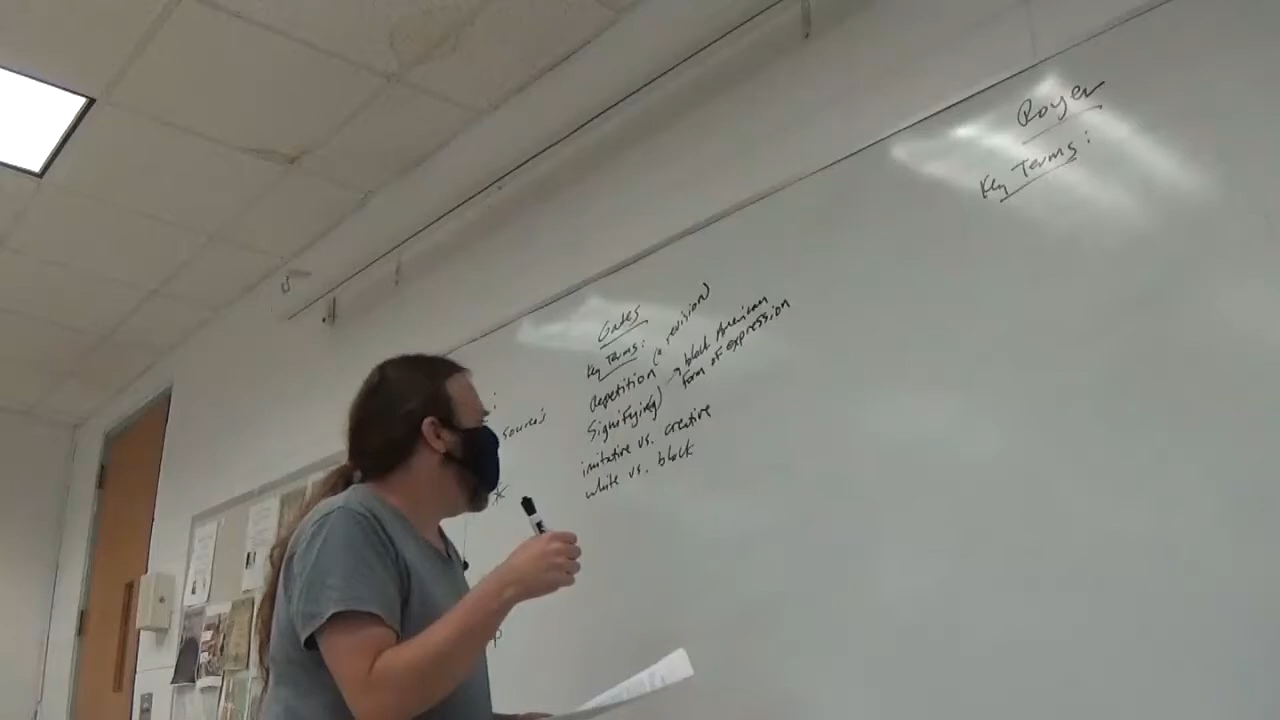 source's
Gates
Key Terms:
repetition (& revision)
Signifying) → black American
form of expression
imitative vs. creative
white vs. black
Royer
Key Terms: